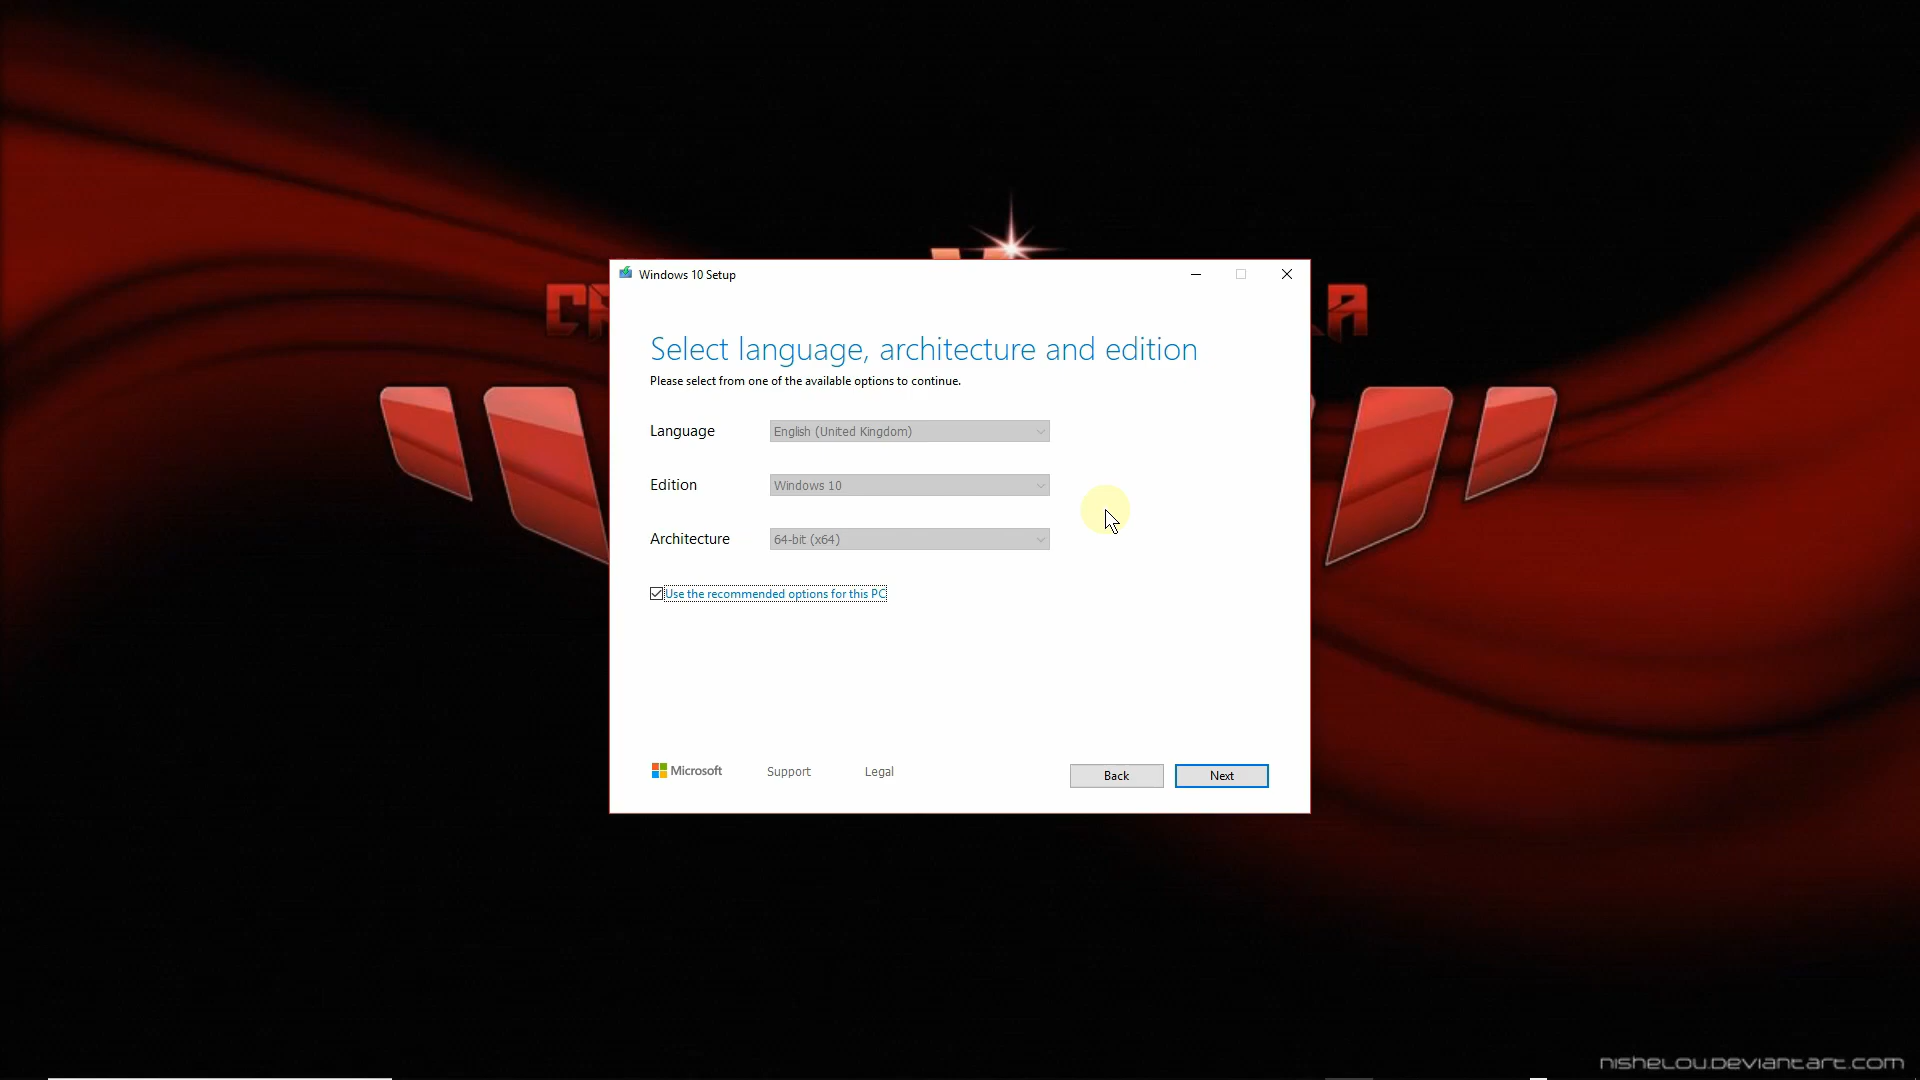 Windows 10 Setup
Select language, architecture and edition
Please select from one of the available options to continue.
Language English (United Kingdom)
Edition Windows 10
Architecture 64-bit (x64)
Use the recommended options for this PC
Microsoft Support Legal Back Next
nisheLou.deviantart.com